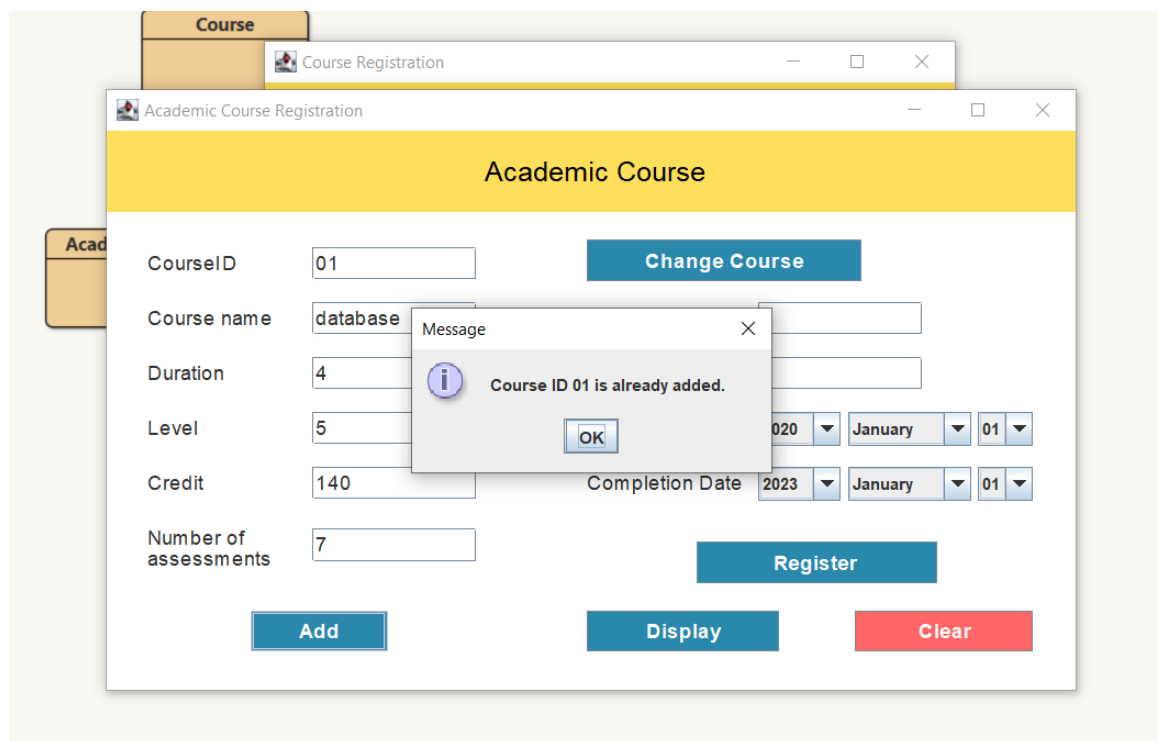 Course
Course Registration
Academic Course Registration
Academic Course
Acad
CourseID
01
Change Course
Course name
database
Message
Duration
4
Course ID 01 is already added.
Level
5
OK
020
January
01
Credit
140
Completion Date
2023
January
01
Number of
assessments
7
Register
Add
Display
Clear